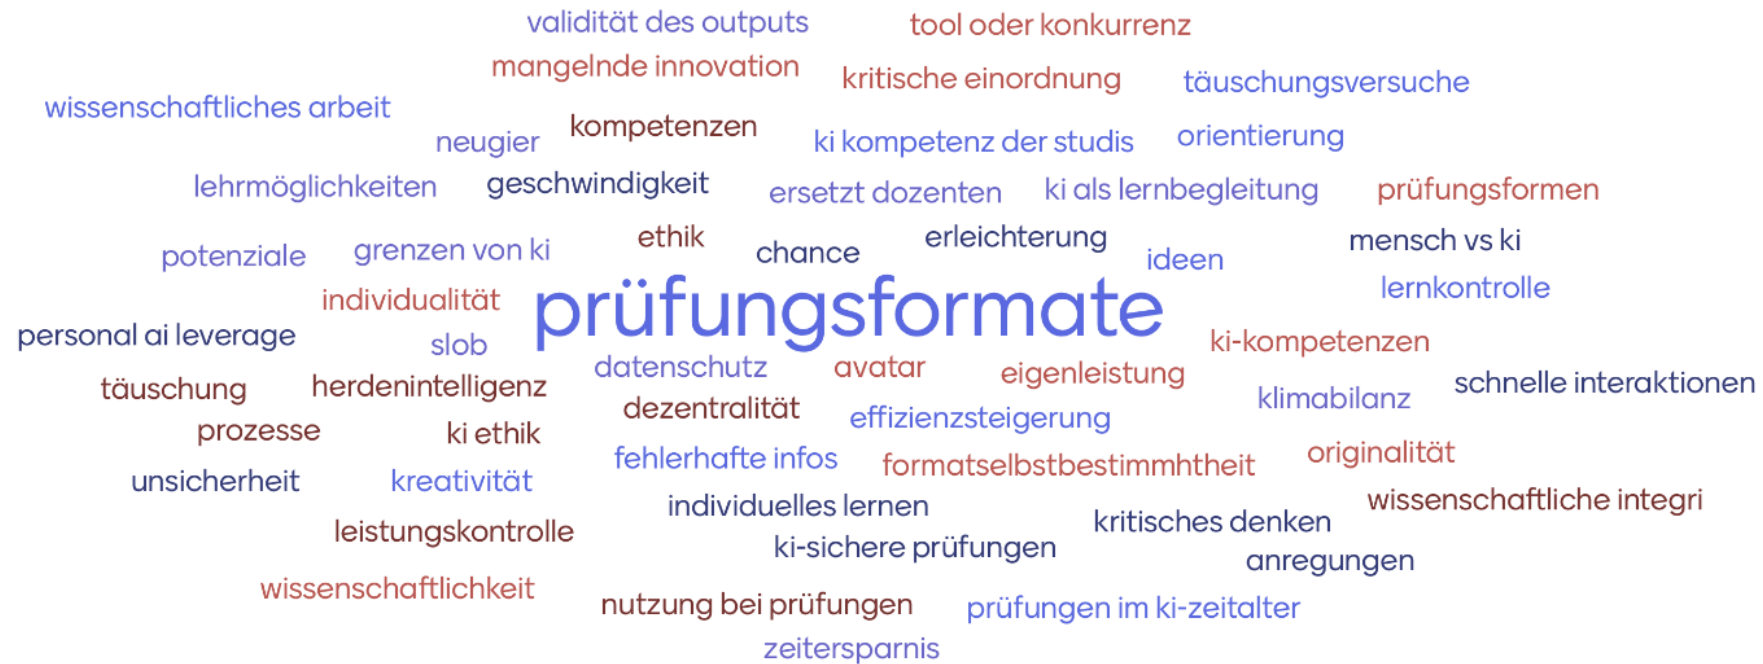 validität des outputs
tool oder konkurrenz
mangelnde innovation
kritische einordnung
täuschungsversuche
wissenschaftliches arbeit
kompetenzen
neugier
ki kompetenz der studis
orientierung
lehrmöglichkeiten
geschwindigkeit
ersetzt dozenten
ki als lernbegleitung
prüfungsformen
ethik
erleichterung
mensch vs ki
potenziale
grenzen von ki
chance
ideen
individualität
prüfungsformate
lernkontrolle
personal ai leverage
slob
ki-kompetenzen
datenschutz
avatar
eigenleistung
schnelle interaktionen
täuschung
herdenintelligenz
dezentralität
effizienzsteigerung
klimabilanz
prozesse
ki ethik
fehlerhafte infos
formatselbstbestimmhtheit
originalität
unsicherheit
kreativität
individuelles lernen
wissenschaftliche integri
leistungskontrolle
kritisches denken
ki-sichere prüfungen
anregungen
wissenschaftlichkeit
nutzung bei prüfungen
prüfungen im ki-zeitalter
zeitersparnis